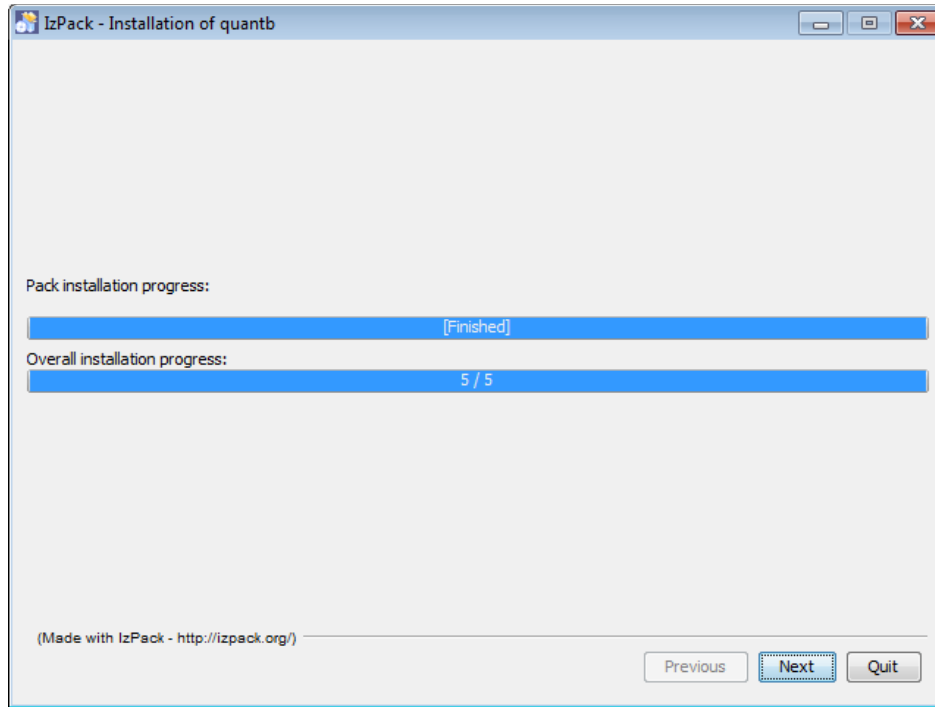 IzPack - Installation of quantb
Pack installation progress:
[Finished]
Overall installation progress:
5 / 5
(Made with IzPack - http://izpack.org/)
Previous Next Quit